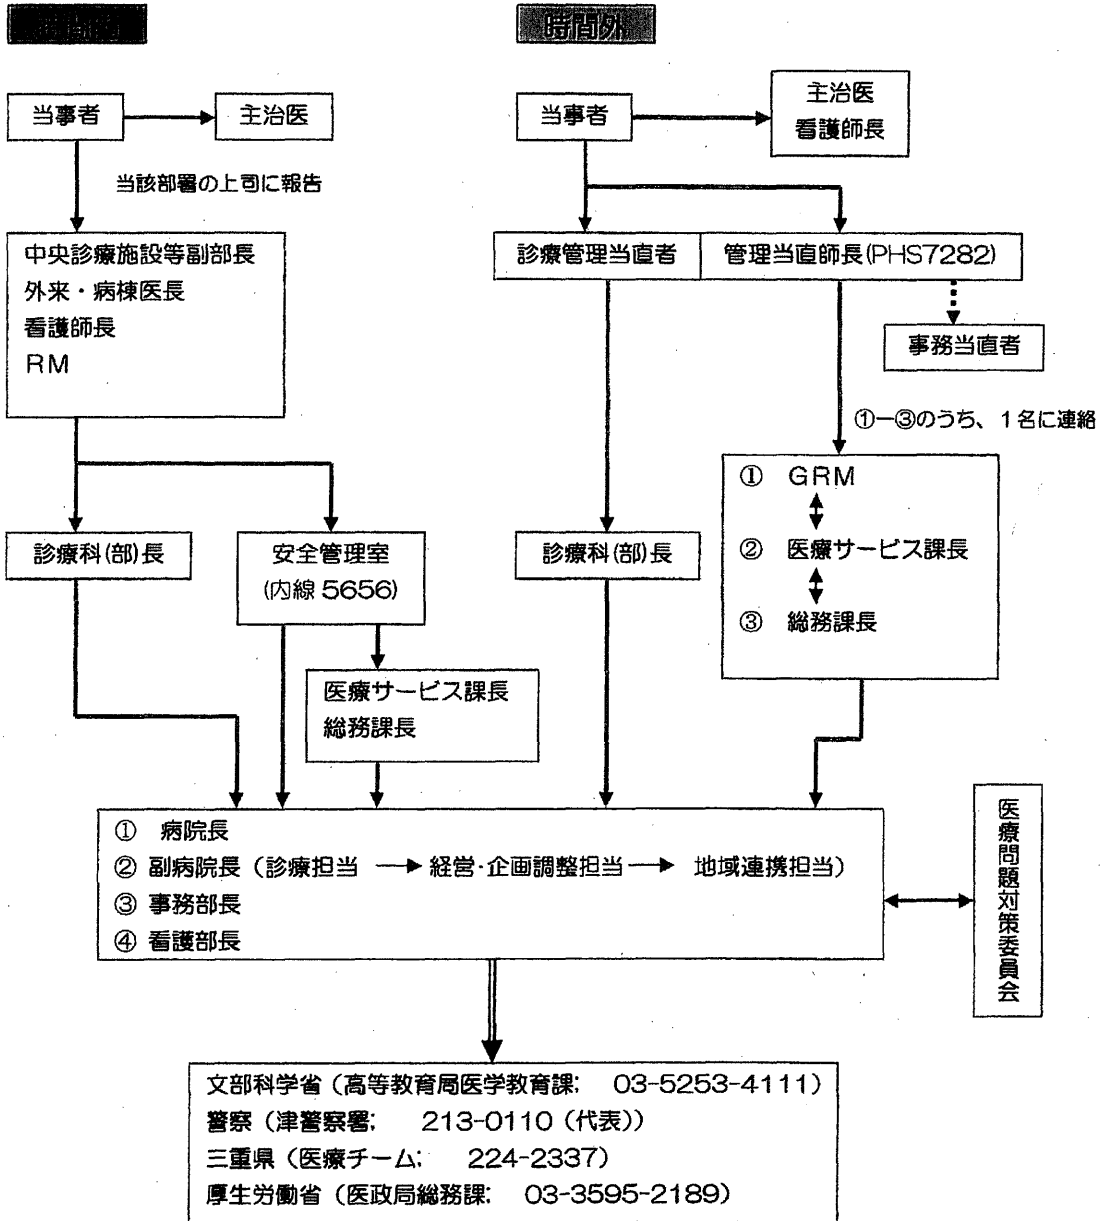 時間外
当事者
主治医
当該部署の上司に報告
中央診療施設等副部長
外来・病棟医長
看護師長
RM
診療科(部)長
安全管理室
(内線5656)
医療サービス課長
総務課長
当事者
主治医
看護師長
診療管理当直者
管理当直師長(PHS7282)
事務当直者
①ー③のうち、1名に連絡
診療科(部)長
① GRM
② 医療サービス課長
③ 総務課長
① 病院長
② 副病院長(診療担当 → 経営・企画調整担当 → 地域連携担当)
③ 事務部長
④ 看護部長
医療問題対策委員会
文部科学省(高等教育局医学教育課; 03-5253-4111)
警察(津警察署; 213-0110(代表))
三重県(医療チーム; 224-2337)
厚生労働省(医政局総務課; 03-3595-2189)